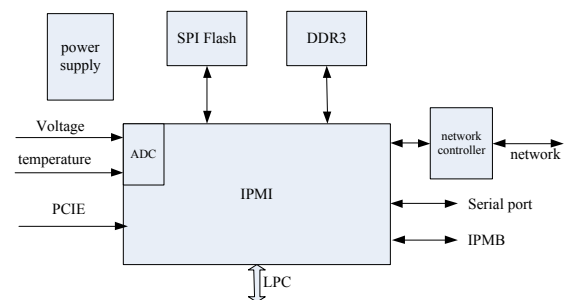 power
supply
SPI Flash
DDR3
Voltage
temperature
ADC
PCIE
IPMI
network
controller
network
Serial port
IPMB
LPC